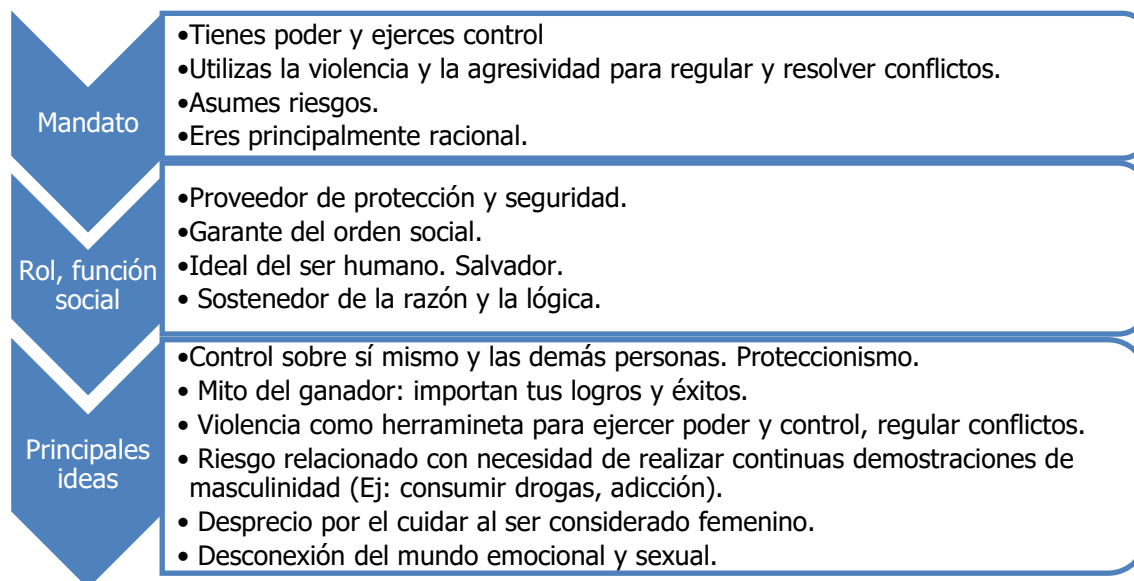 Mandato
•Tienes poder y ejerces control
•Utilizas la violencia y la agresividad para regular y resolver conflictos.
•Asumes riesgos.
•Eres principalmente racional.
Rol, función
social
•Proveedor de protección y seguridad.
•Garante del orden social.
•Ideal del ser humano. Salvador.
• Sostenedor de la razón y la lógica.
Principales
ideas
•Control sobre sí mismo y las demás personas. Proteccionismo.
• Mito del ganador: importan tus logros y éxitos.
• Violencia como herramineta para ejercer poder y control, regular conflictos.
• Riesgo relacionado con necesidad de realizar continuas demostraciones de
masculinidad (Ej: consumir drogas, adicción).
• Desprecio por el cuidar al ser considerado femenino.
• Desconexión del mundo emocional y sexual.